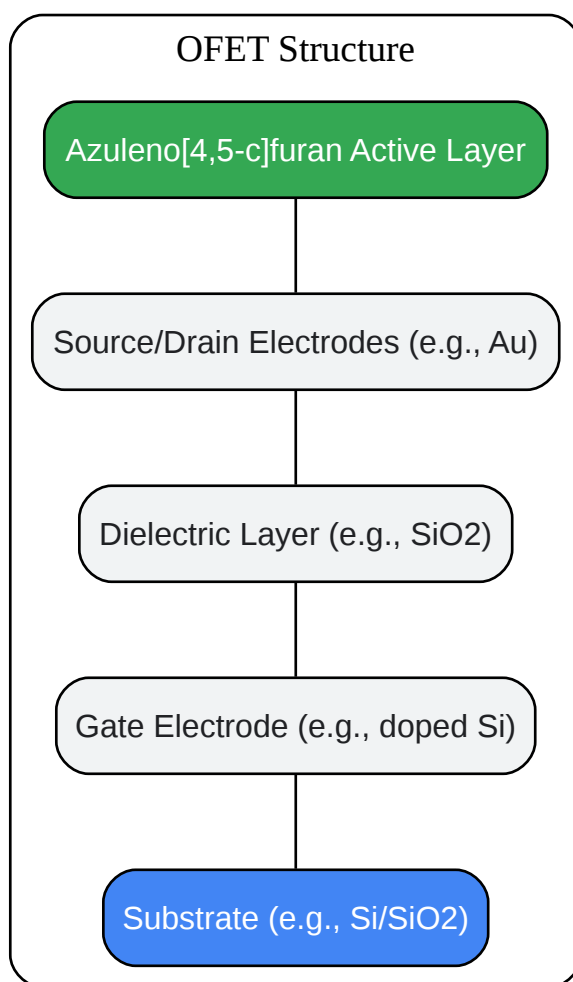 OFET Structure
Azuleno[4,5-c]furan Active Layer
Source/Drain Electrodes (e.g., Au)
Dielectric Layer (e.g., SiO2)
Gate Electrode (e.g., doped Si)
Substrate (e.g., Si/SiO2)